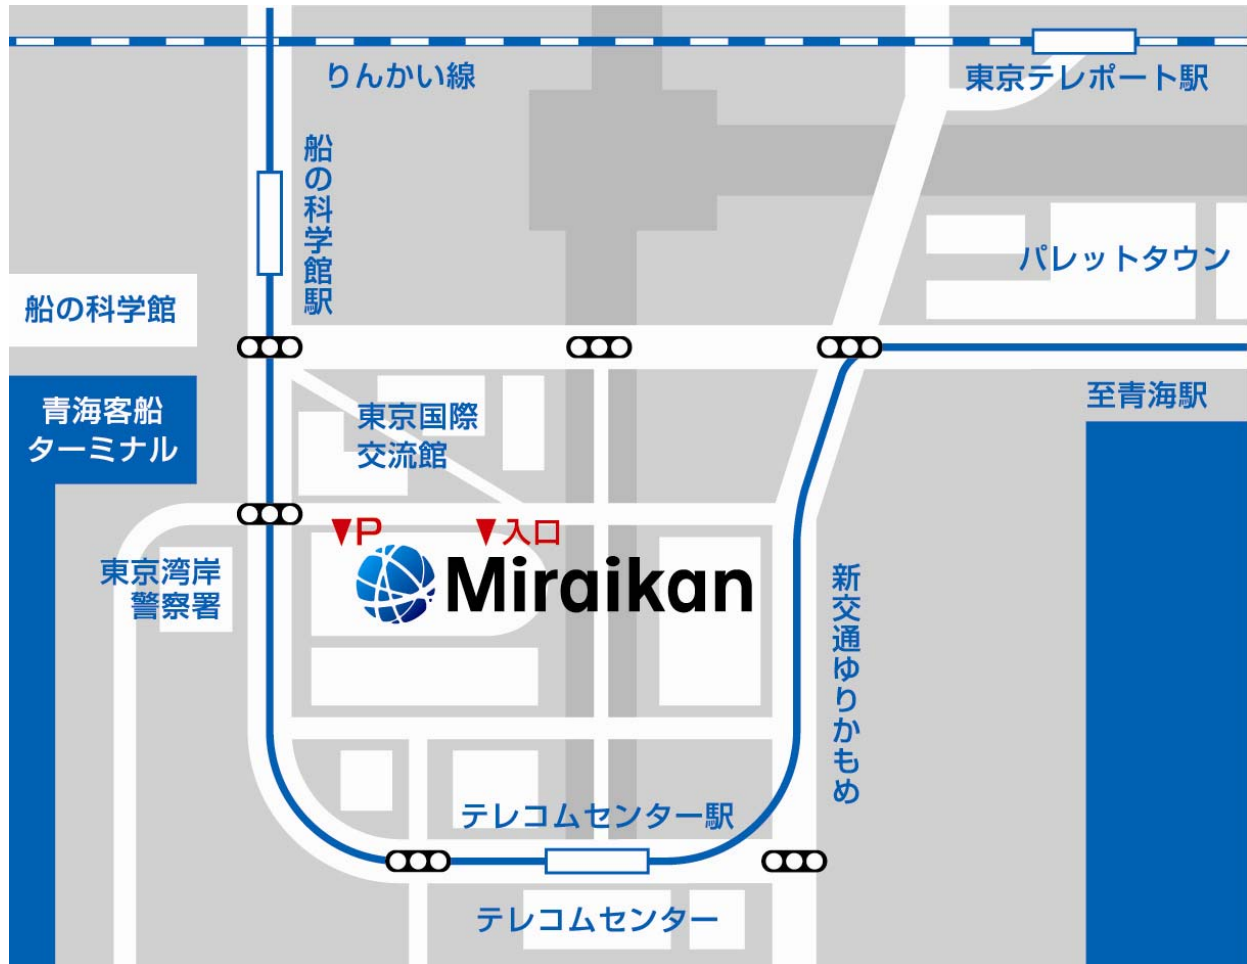 りんかい線
東京テレポート駅
船の科学館駅
パレットタウン
船の科学館
至青海駅
青海客船
ターミナル
東京国際
交流館
P
入口
東京湾岸
警察署
Miraikan
新交通ゆりかもめ
テレコムセンター駅
テレコムセンター